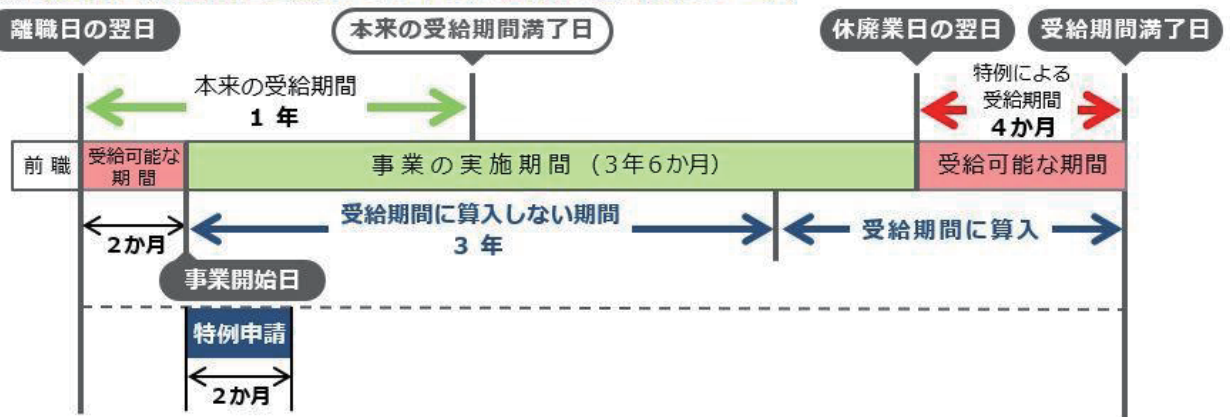 離職日の翌日
本来の受給期間満了日
休廃業日の翌日
受給期間満了日
本来の受給期間
1 年
特例による
受給期間
4か月
前職
受給可能な
期間
事業の実施期間（3年6か月）
受給可能な期間
2か月
受給期間に算入しない期間
3 年
受給期間に算入
事業開始日
特例申請
2か月